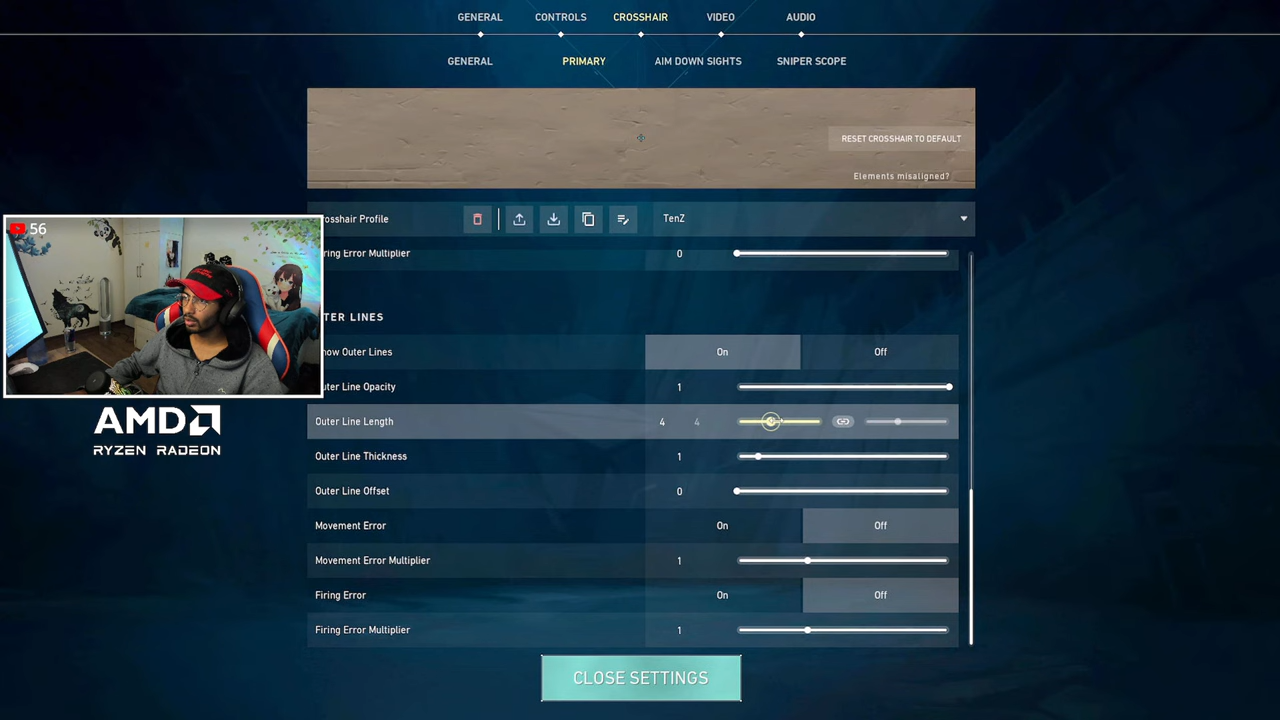 GENERAL CONTROLS CROSSHAIR VIDEO AUDIO
GENERAL PRIMARY AIM DOWN SIGHTS SNIPER SCOPE
RESET CROSSHAIR TO DEFAULT
Elements misaligned?
rosshair Profile TenZ
56
ring Error Multiplier 0
TER LINES
how Outer Lines On Off
uter Line Opacity 1
Outer Line Length 4 4
Outer Line Thickness 1
Outer Line Offset 0
Movement Error On Off
Movement Error Multiplier 1
Firing Error On Off
Firing Error Multiplier 1
AMD
RYZEN RADEON
CLOSE SETTINGS